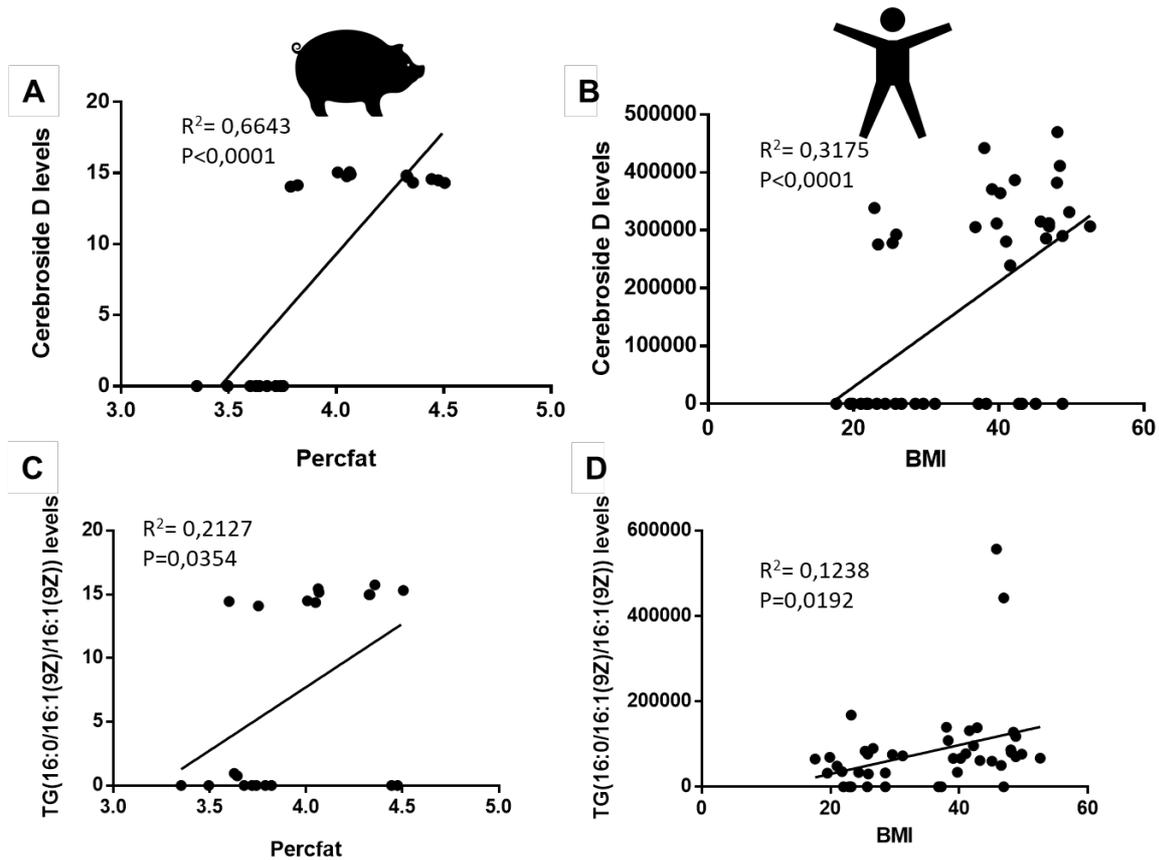 A
R²= 0,6643
P<0,0001
Cerebroside D levels
20
15
10
5
0
3.0 3.5 4.0 4.5 5.0
Percfat
B
R²= 0,3175
P<0,0001
Cerebroside D levels
500000
400000
300000
200000
100000
0
0 20 40 60
BMI
C
R²= 0,2127
P=0,0354
TG(16:0/16:1(9Z)/16:1(9Z)) levels
20
15
10
5
0
3.0 3.5 4.0 4.5 5.0
Percfat
D
R²= 0,1238
P=0,0192
TG(16:0/16:1(9Z)/16:1(9Z)) levels
600000
400000
200000
0
0 20 40 60
BMI